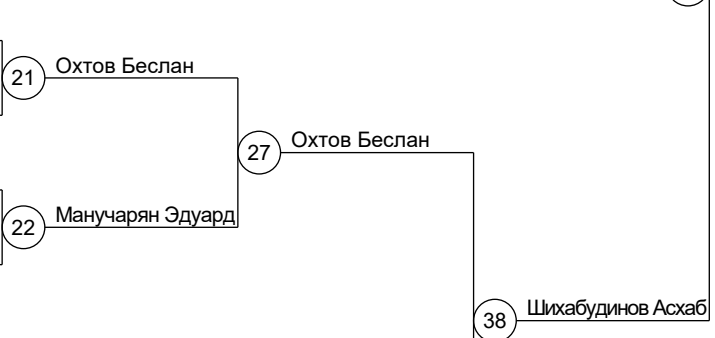 21 Охтов Беслан
27 Охтов Беслан
22 Манучарян Эдуард
38 Шихабудинов Асхаб